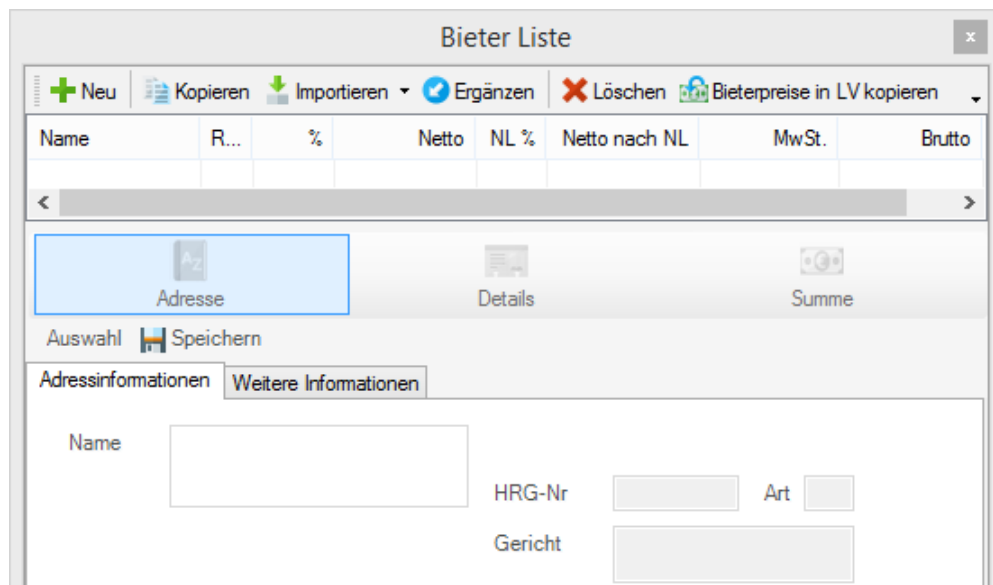 Bieter Liste
x
Neu Kopieren Importieren Ergänzen Löschen Bieterpreise in LV kopieren
Name R... % Netto NL % Netto nach NL MwSt. Brutto
AZ
Adresse Details Summe
Auswahl Speichern
Adressinformationen Weitere Informationen
Name
HRG-Nr Art
Gericht